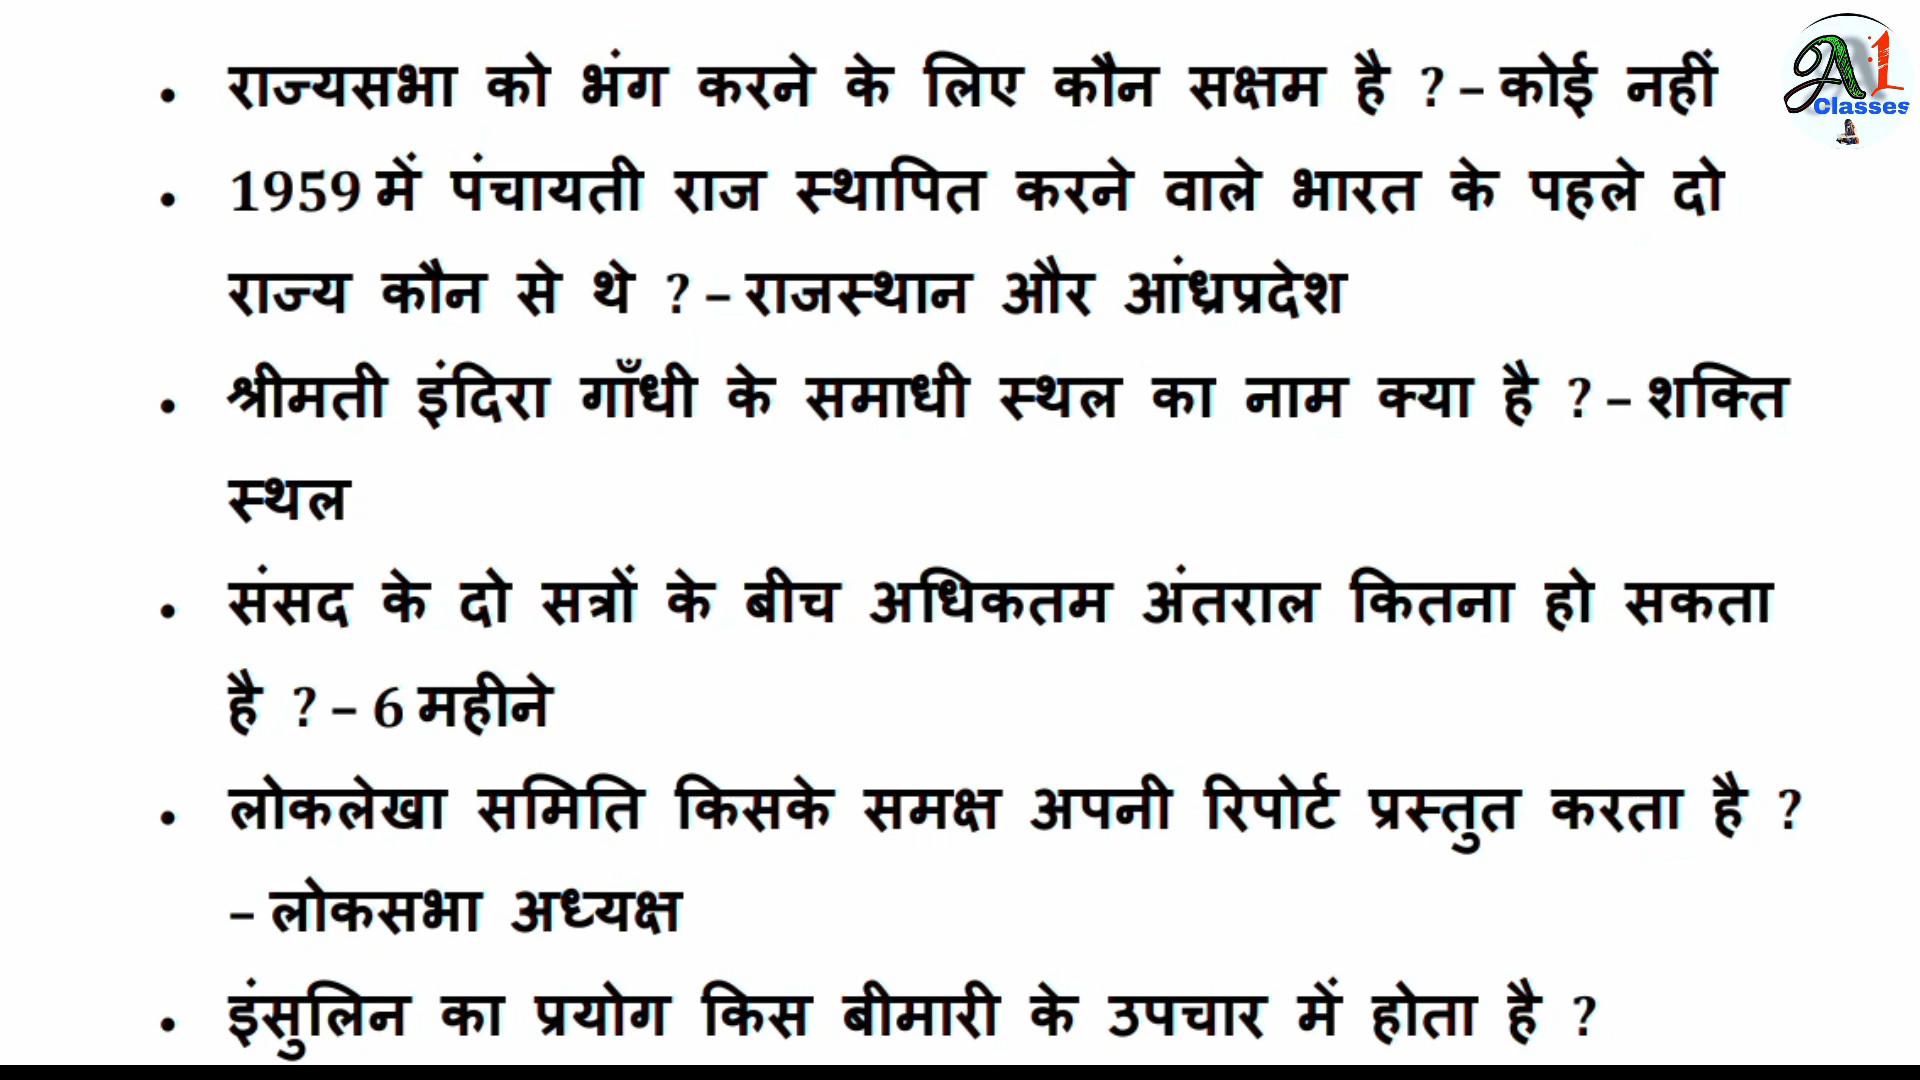 • राज्यसभा को भंग करने के लिए कौन सक्षम है ? – कोई नहीं
• 1959 में पंचायती राज स्थापित करने वाले भारत के पहले दो
राज्य कौन से थे ? – राजस्थान और आंध्रप्रदेश
• श्रीमती इंदिरा गाँधी के समाधी स्थल का नाम क्या है ? – शक्ति
स्थल
• संसद के दो सत्रों के बीच अधिकतम अंतराल कितना हो सकता
है ? – 6 महीने
• लोकलेखा समिति किसके समक्ष अपनी रिपोर्ट प्रस्तुत करता है ?
– लोकसभा अध्यक्ष
• इंसुलिन का प्रयोग किस बीमारी के उपचार में होता है ?
A1
Classes